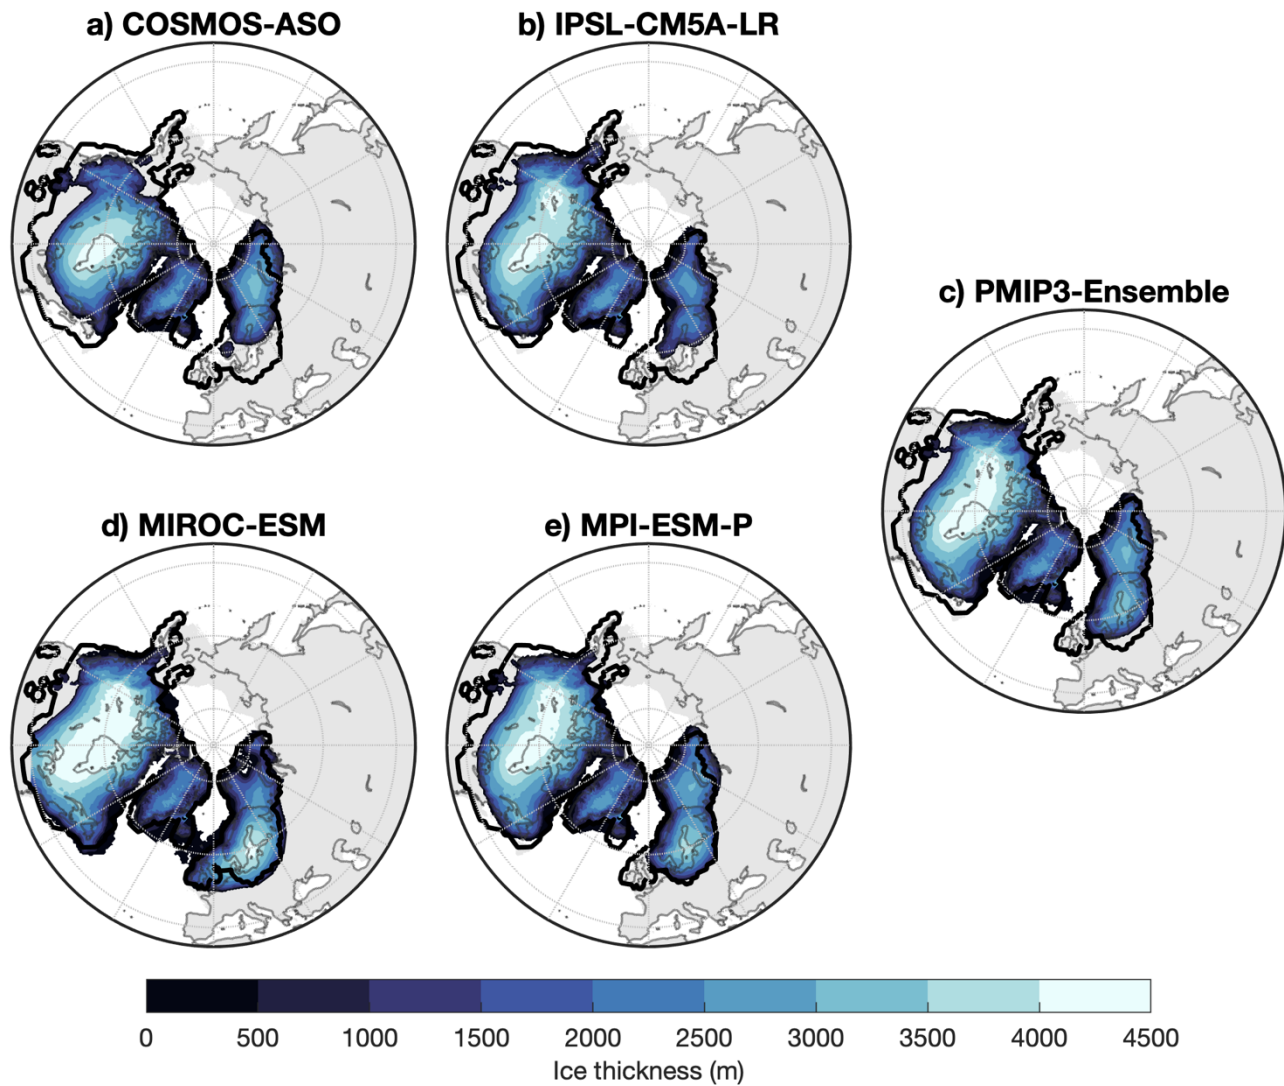 a) COSMOS-ASO
b) IPSL-CM5A-LR
c) PMIP3-Ensemble
d) MIROC-ESM
e) MPI-ESM-P
0 500 1000 1500 2000 2500 3000 3500 4000 4500
Ice thickness (m)